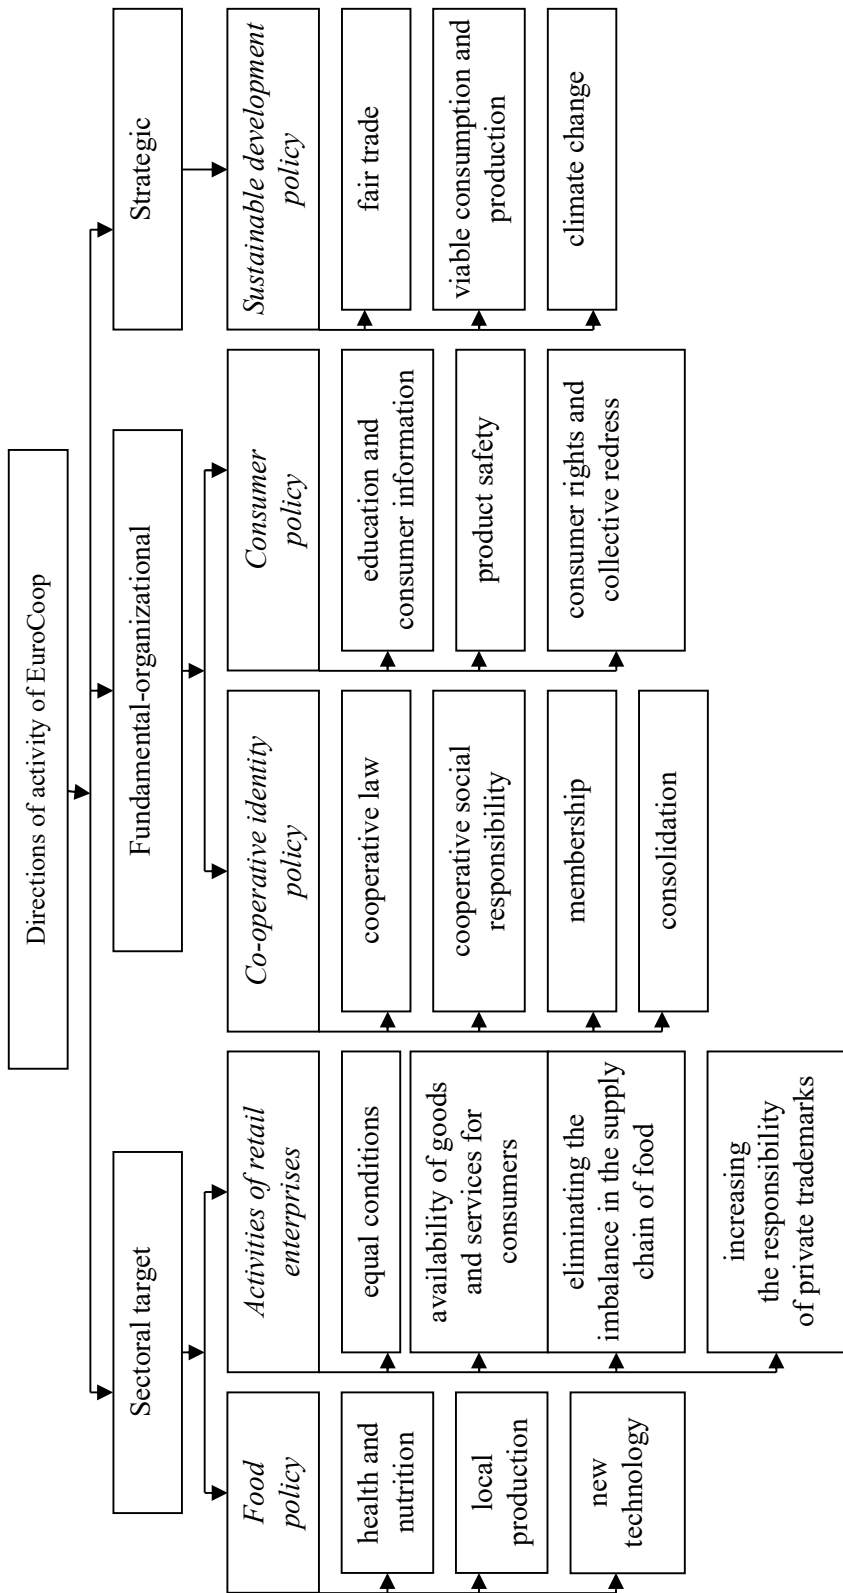 Directions of activity of EuroCoop
Sectoral target
Fundamental-organizational
Strategic
Food
policy
Activities of retail
enterprises
Co-operative identity
policy
Consumer
policy
Sustainable development
policy
health and
nutrition
local
production
new
technology
equal conditions
availability of goods
and services for
consumers
eliminating the
imbalance in the supply
chain of food
increasing
the responsibility
of private trademarks
cooperative law
cooperative social
responsibility
membership
consolidation
education and
consumer information
product safety
consumer rights and
collective redress
fair trade
viable consumption and
production
climate change